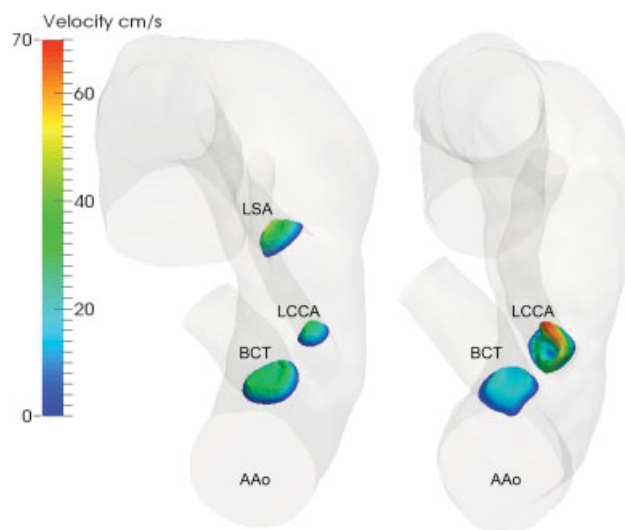 Velocity cm/s
70
60
40
20
0
LSA
LCCA
BCT
AAo
LCCA
BCT
AAo